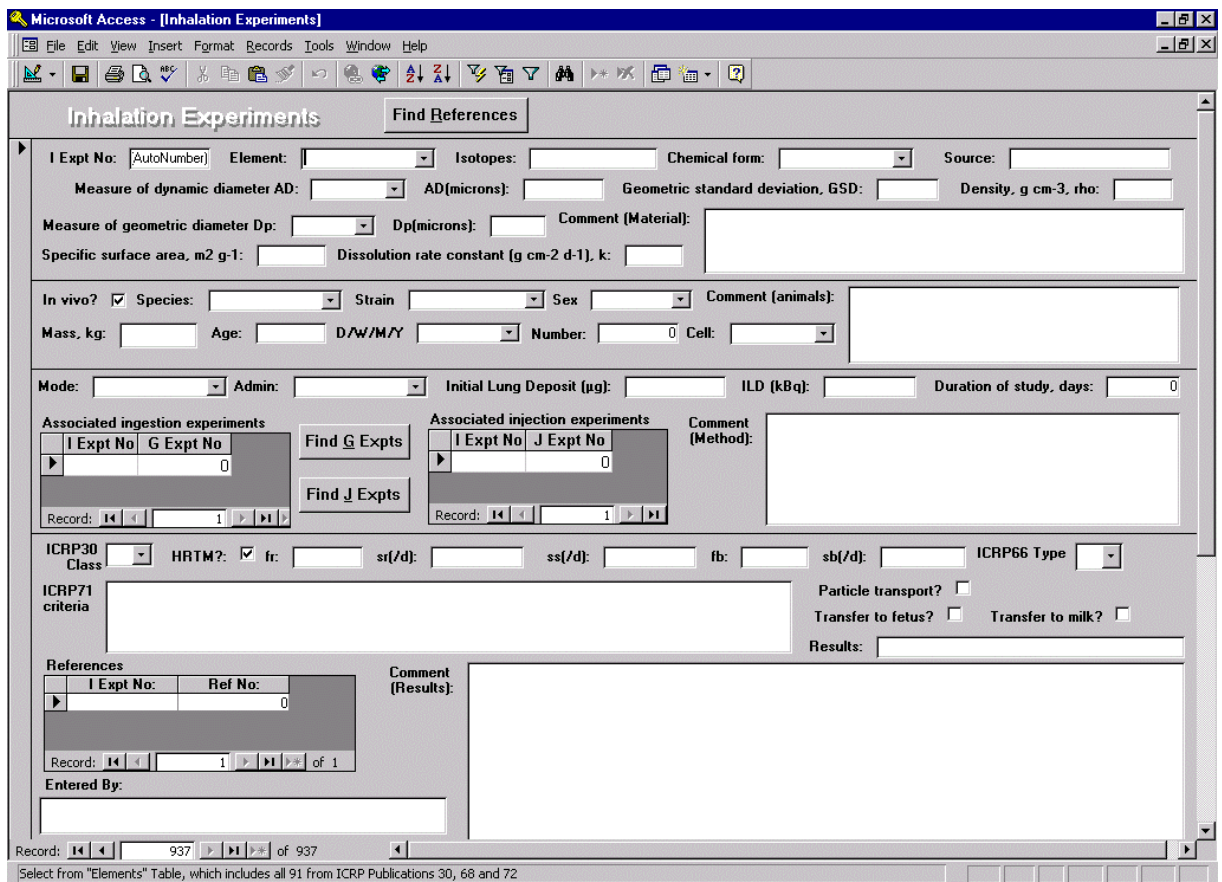 Microsoft Access - [Inhalation Experiments]
File Edit View Insert Format Records Tools Window Help
Inhalation Experiments Find References
I Expt No: (AutoNumber) Element: Isotopes: Chemical form: Source:
Measure of dynamic diameter AD: AD(microns): Geometric standard deviation, GSD: Density, g cm-3, rho:
Measure of geometric diameter Dp: Dp(microns): Comment (Material):
Specific surface area, m2 g-1: Dissolution rate constant (g cm-2 d-1), k:
In vivo? Species: Strain Sex Comment (animals):
Mass, kg: Age: D/W/M/Y Number: 0 Cell:
Mode: Admin: Initial Lung Deposit (µg): ILD (kBq): Duration of study, days: 0
Associated ingestion experiments Associated injection experiments Comment
(Method):
I Expt No G Expt No Find G Expts I Expt No J Expt No
0 0
Find J Expts
Record: 1 Record: 1
ICRP30
Class HRTM?: fr: sr(/d): ss(/d): fb: sb(/d): ICRP66 Type
ICRP71
criteria
Particle transport?
Transfer to fetus? Transfer to milk?
Results:
References
I Expt No: Ref No:
0
Record: 1 of 1
Comment
(Results):
Entered By:
Record: 937 of 937
Select from "Elements" Table, which includes all 91 from ICRP Publications 30, 68 and 72